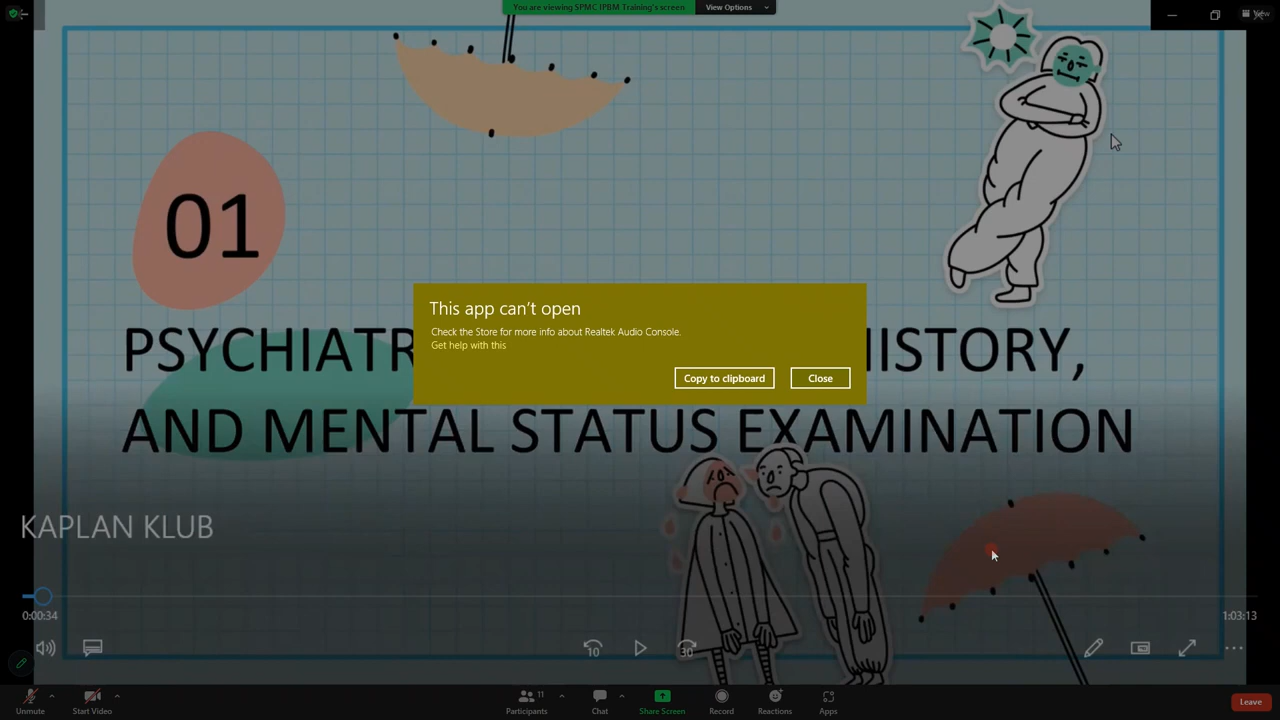 You are viewing SPMC IPBM Training's screen
View Options
View
01
This app can't open
Check the Store for more info about Realtek Audio Console.
Get help with this
Copy to clipboard
Close
PSYCHIATR HISTORY,
AND MENTAL STATUS EXAMINATION
KAPLAN KLUB
0:00:34
1:03:13
10
30
Unmute
Start Video
Participants
11
Chat
Share Screen
Record
Reactions
Apps
Leave